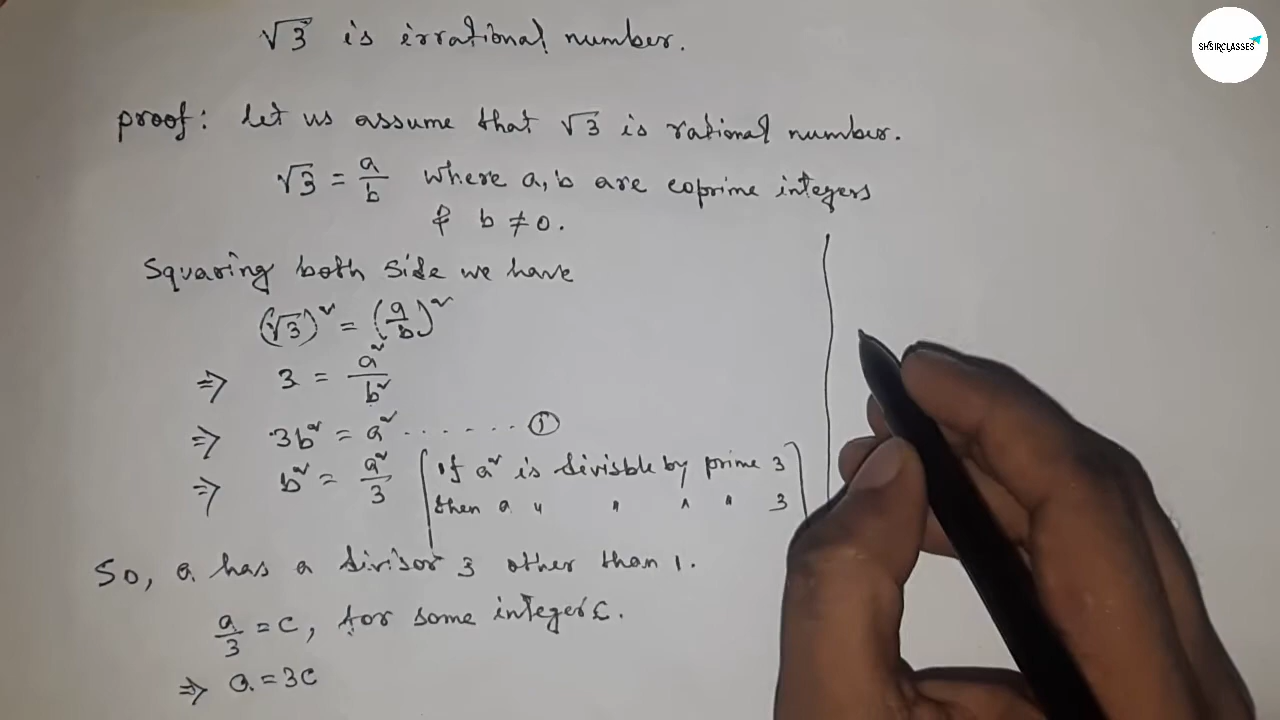 √3 is irrational number.
SHSIRCLASSES
proof: let us assume that √3 is rational number.
√3 = a/b where a, b are coprime integers
& b ≠ 0.
Squaring both side we have
(√3)² = (a/b)²
⇒ 3 = a²/b²
⇒ 3b² = a² ...... ①
⇒ b² = a²/3 [If a² is divisible by prime 3
then a " " " " 3]
So, a has a divisor 3 other than 1.
a/3 = c, for some integer c.
⇒ a = 3c